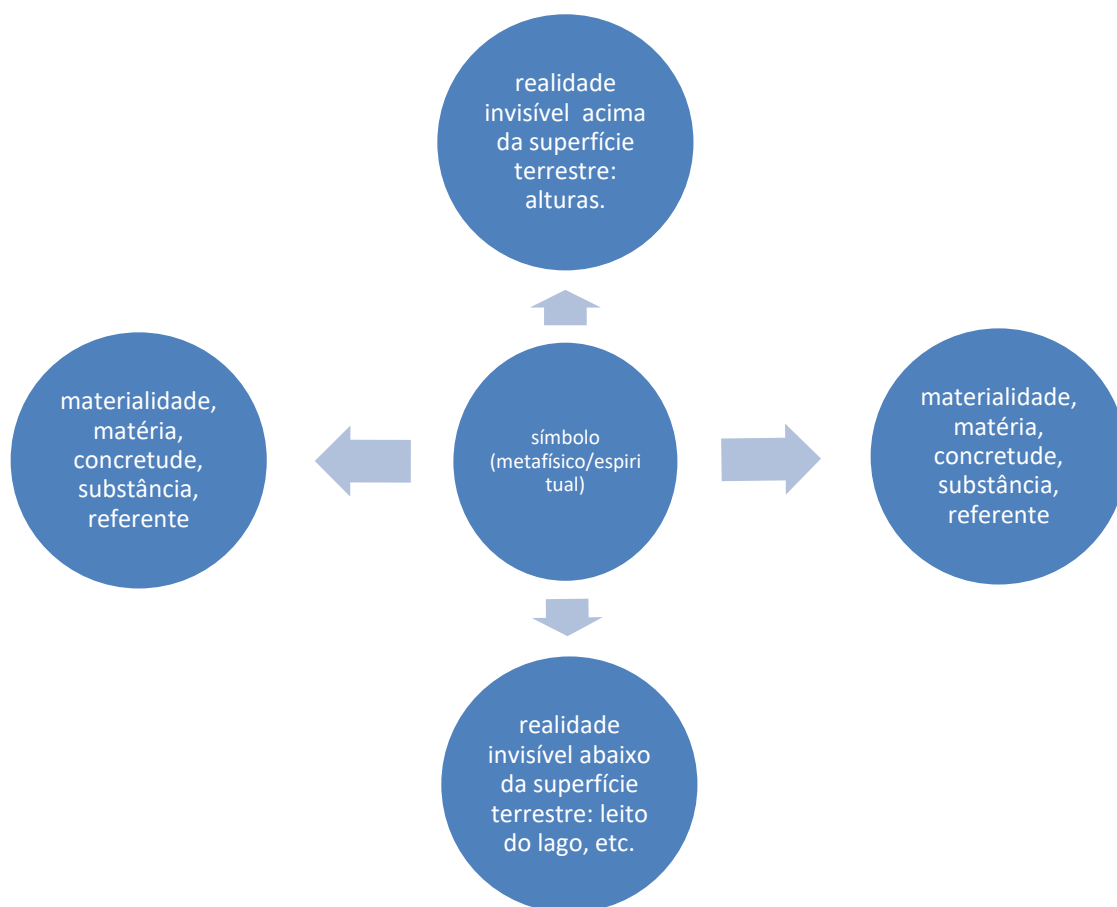 realidade
invisível acima
da superfície
terrestre:
alturas.
materialidade,
matéria,
concretude,
substância,
referente
símbolo
(metafísico/espiri
tual)
materialidade,
matéria,
concretude,
substância,
referente
realidade
invisível abaixo
da superfície
terrestre: leito
do lago, etc.